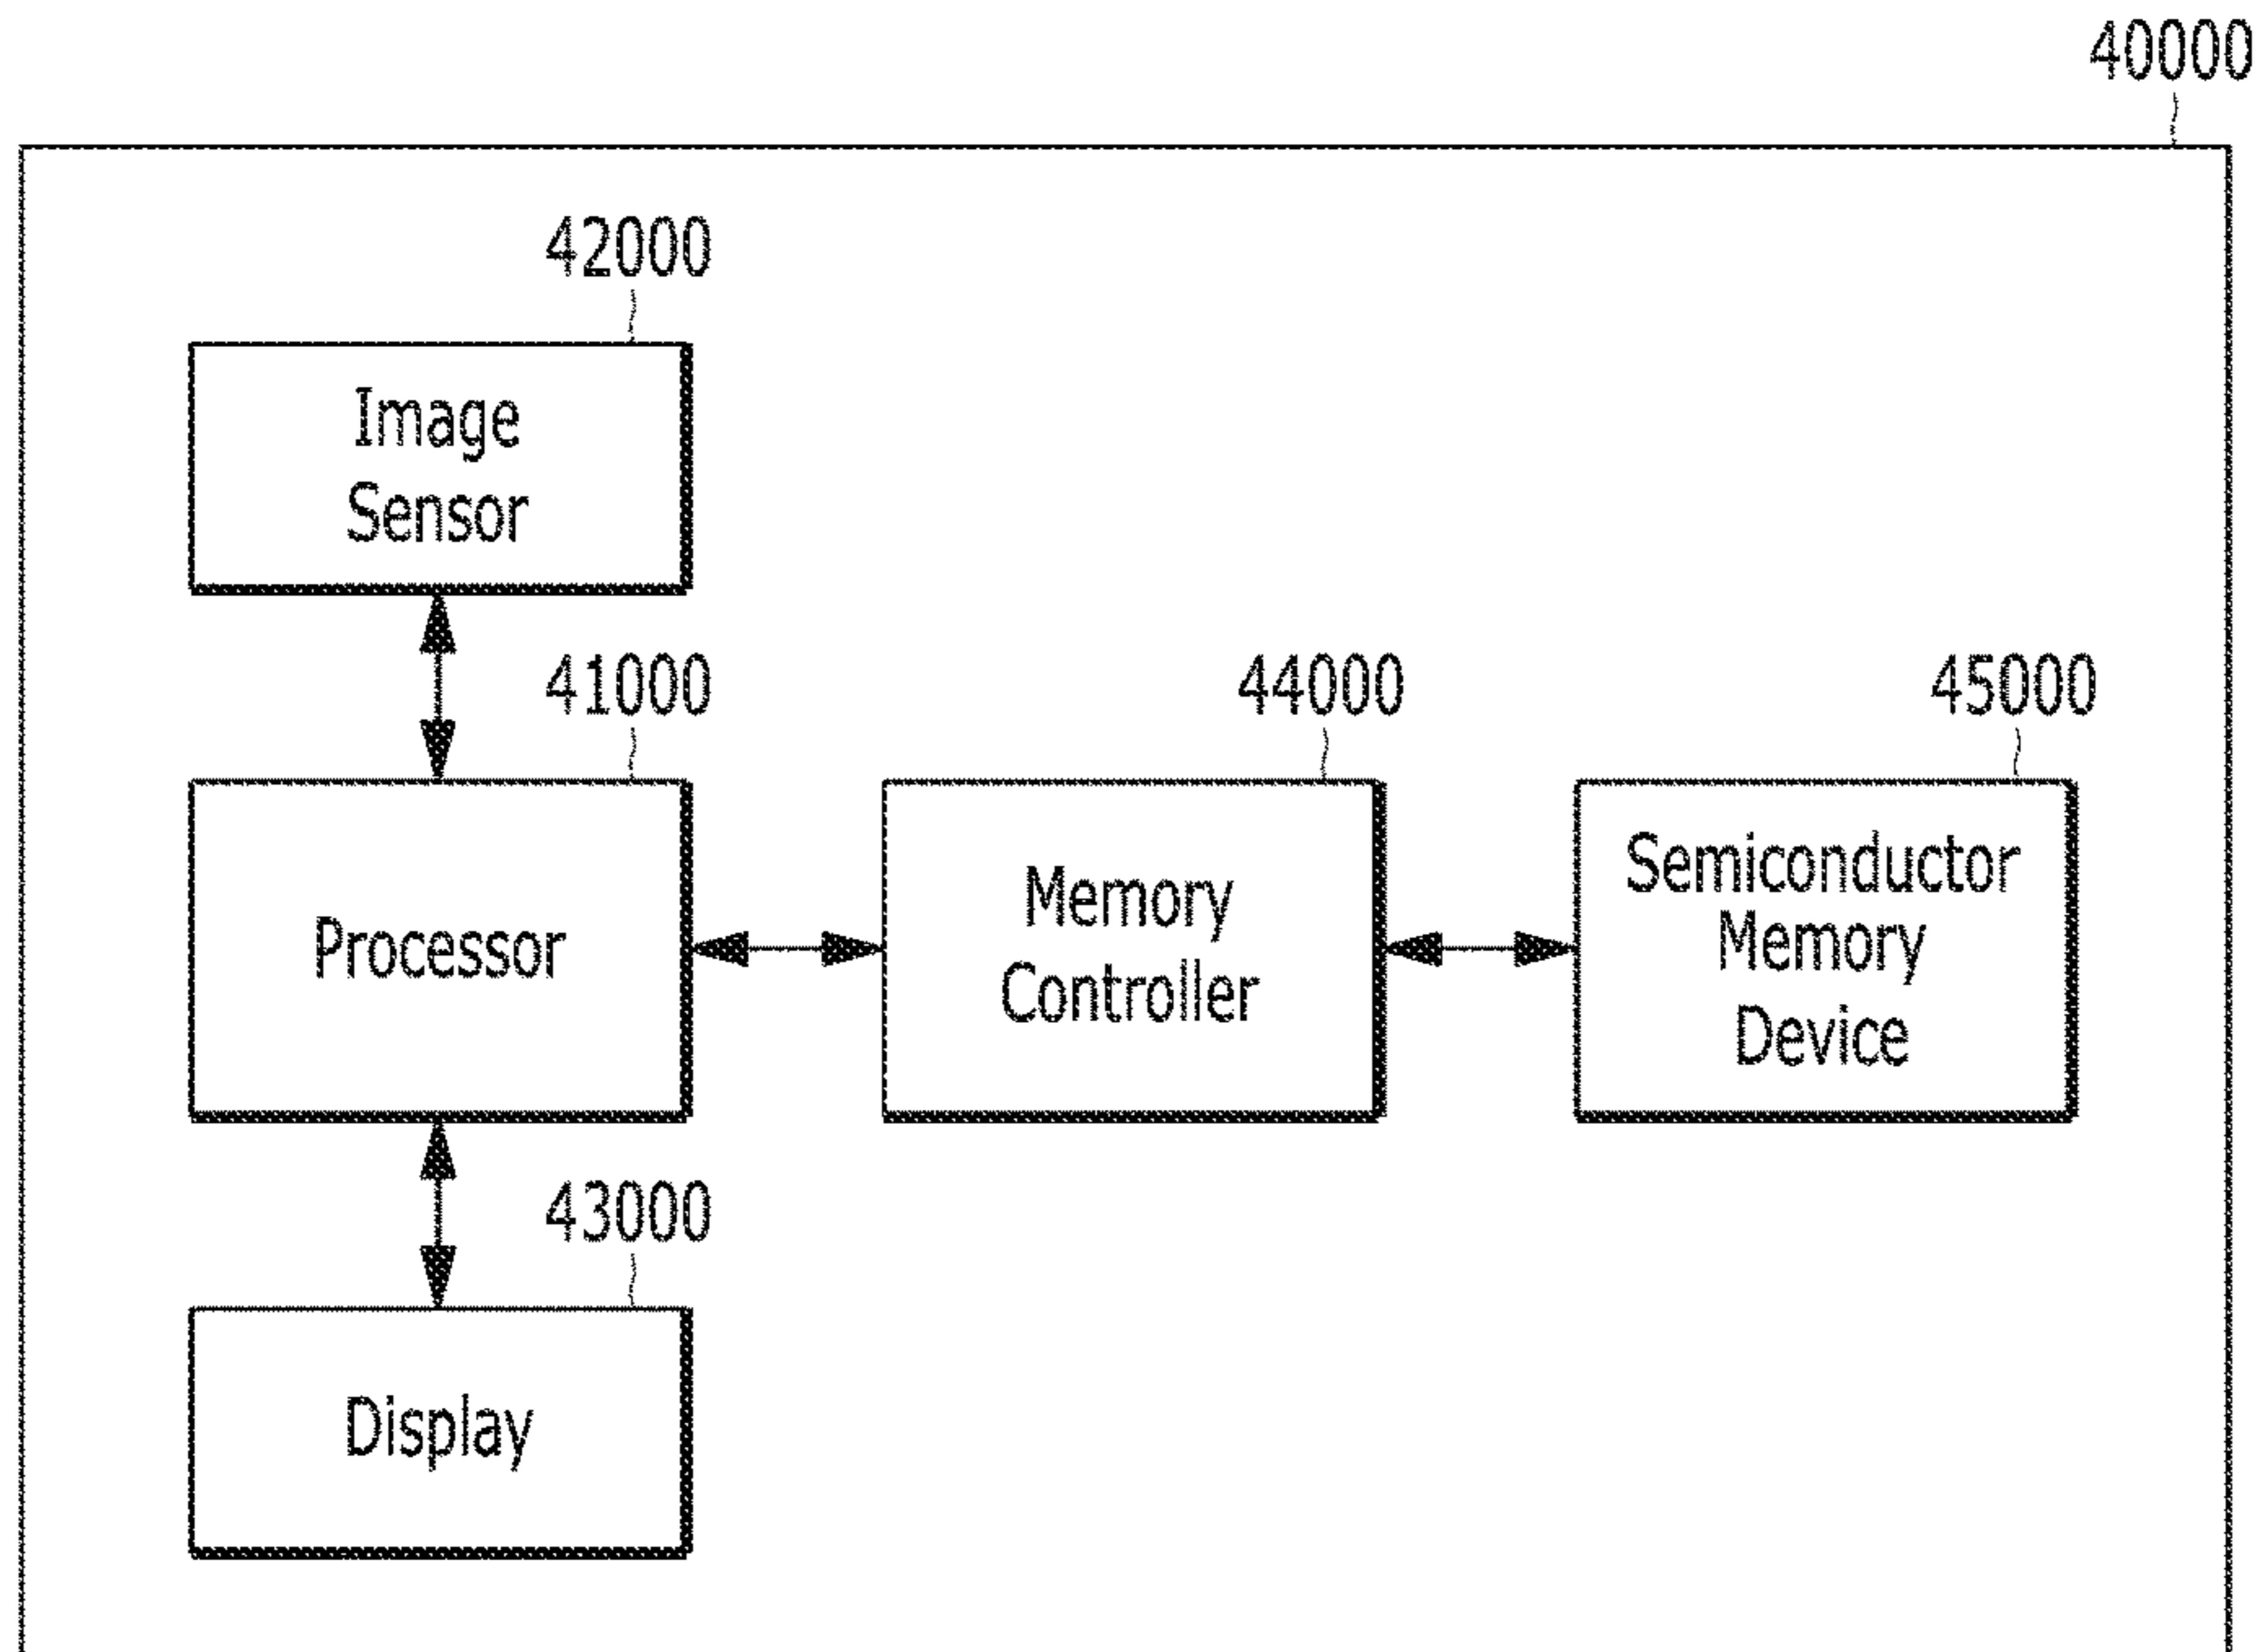 40000
42000
Image
Sensor
41000
Processor
44000
Memory
Controller
45000
Semiconductor
Memory
Device
43000
Display